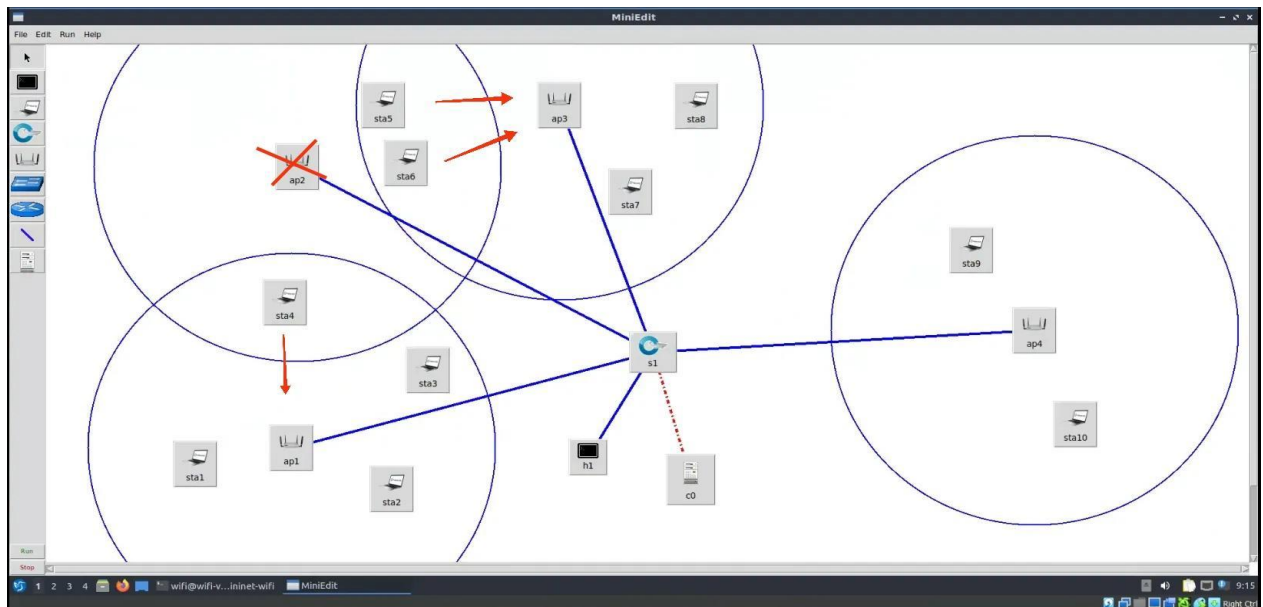 MiniEdit
File Edit Run Help
sta5
ap3
sta8
ap2
sta6
sta7
sta9
sta4
ap4
s1
sta3
sta10
ap1
h1
sta1
sta2
c0
Run
Stop
1 2 3 4 wifi@wifi-v...ininet-wifi MiniEdit 9:15
Right Ctrl